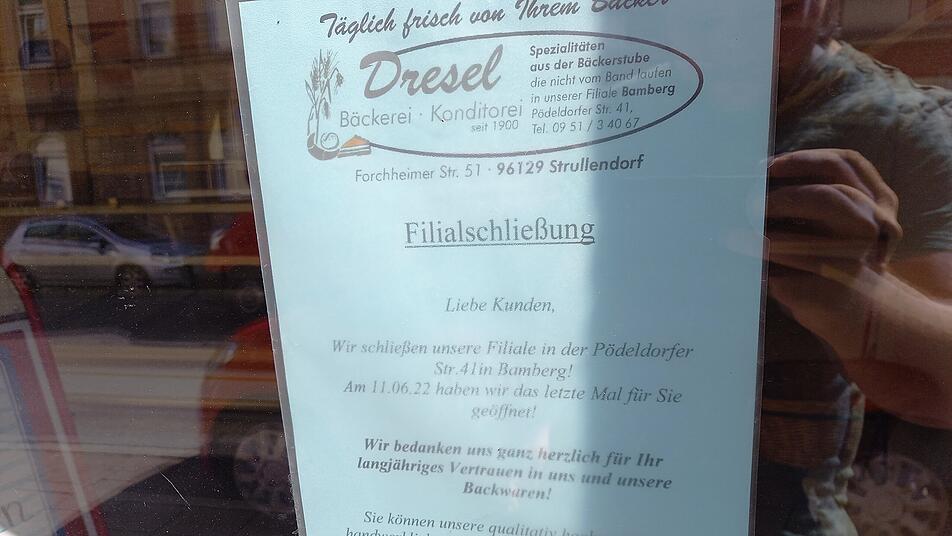 Täglich frisch von Ihrem Bäcker
Dresel
Bäckerei · Konditorei
seit 1900
Spezialitäten
aus der Bäckerstube
die nicht vom Band laufen
in unserer Filiale Bamberg
Pödeldorfer Str. 41,
Tel. 09 51 / 3 40 67
Forchheimer Str. 51 · 96129 Strullendorf
Filialschließung
Liebe Kunden,
Wir schließen unsere Filiale in der Pödeldorfer
Str.41in Bamberg!
Am 11.06.22 haben wir das letzte Mal für Sie
geöffnet!
Wir bedanken uns ganz herzlich für Ihr
langjähriges Vertrauen in uns und unsere
Backwaren!
Sie können unsere qualitativ